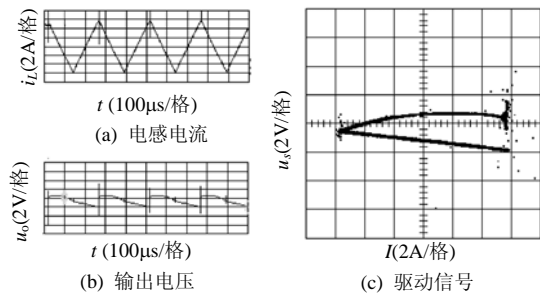 i_L(2A/格)
t (100μs/格)
(a) 电感电流
u_o(2V/格)
t (100μs/格)
(b) 输出电压
u_s(2V/格)
I(2A/格)
(c) 驱动信号